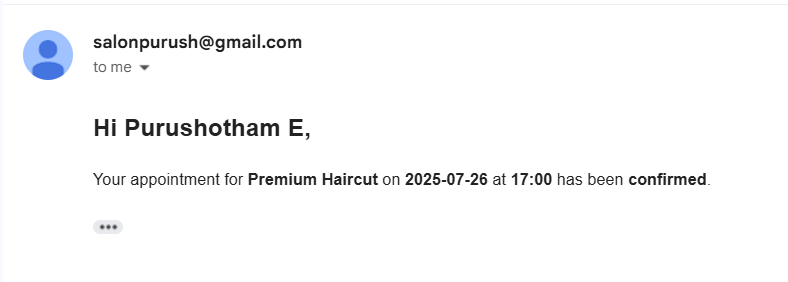 salonpurush@gmail.com
to me
Hi Purushotham E,
Your appointment for Premium Haircut on 2025-07-26 at 17:00 has been confirmed.